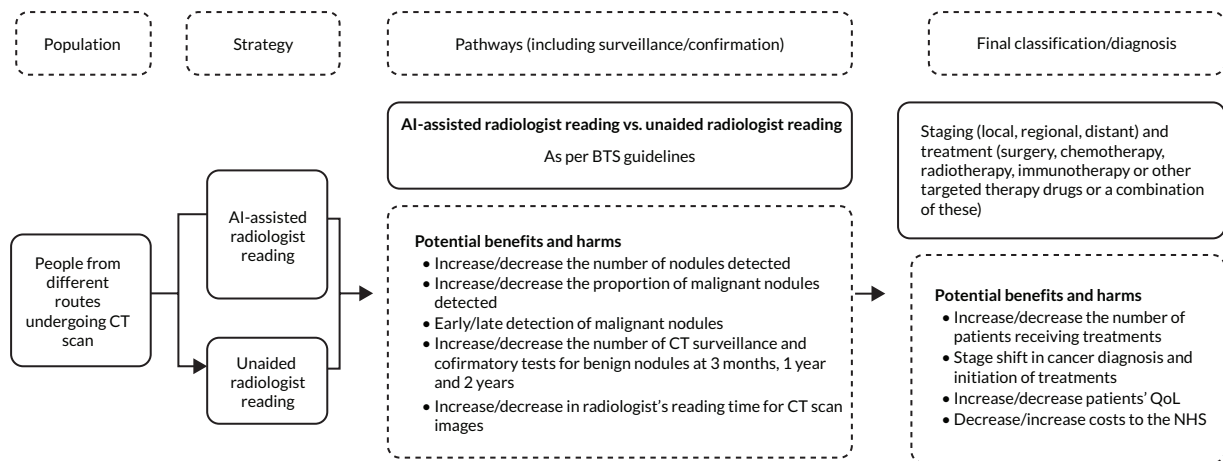 Population
Strategy
Pathways (including surveillance/confirmation)
Final classification/diagnosis
People from
different
routes
undergoing CT
scan
AI-assisted
radiologist
reading
Unaided
radiologist
reading
AI-assisted radiologist reading vs. unaided radiologist reading
As per BTS guidelines
Potential benefits and harms
• Increase/decrease the number of nodules detected
• Increase/decrease the proportion of malignant nodules
detected
• Early/late detection of malignant nodules
• Increase/decrease the number of CT surveillance and
cofirmatory tests for benign nodules at 3 months, 1 year
and 2 years
• Increase/decrease in radiologist's reading time for CT scan
images
Staging (local, regional, distant) and
treatment (surgery, chemotherapy,
radiotherapy, immunotherapy or other
targeted therapy drugs or a combination
of these)
Potential benefits and harms
• Increase/decrease the number of
patients receiving treatments
• Stage shift in cancer diagnosis and
initiation of treatments
• Increase/decrease patients' QoL
• Decrease/increase costs to the NHS